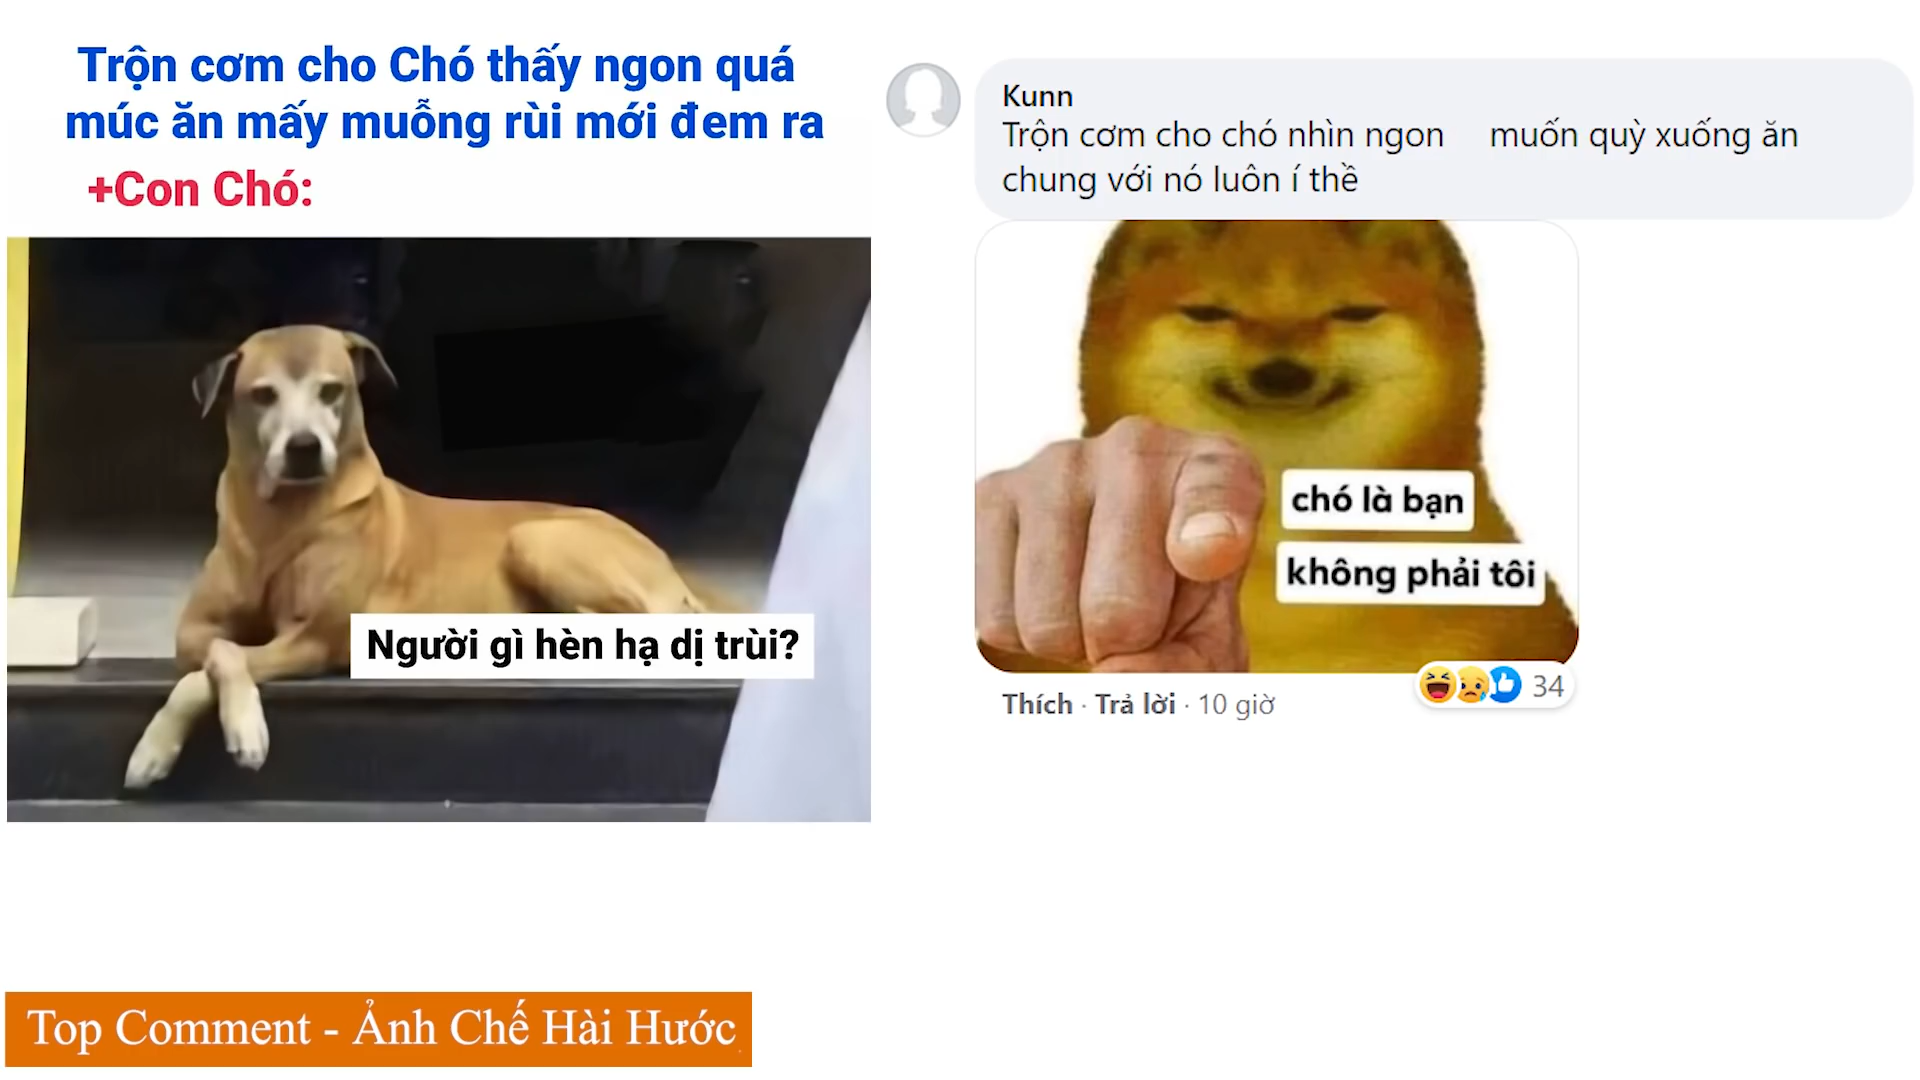 Trộn cơm cho Chó thấy ngon quá
múc ăn mấy muỗng rùi mới đem ra
+Con Chó:
Người gì hèn hạ dị trùi?
Kunn
Trộn cơm cho chó nhìn ngon muốn quỳ xuống ăn
chung với nó luôn í thề
chó là bạn
không phải tôi
Thích · Trả lời · 10 giờ
34
Top Comment - Ảnh Chế Hài Hước